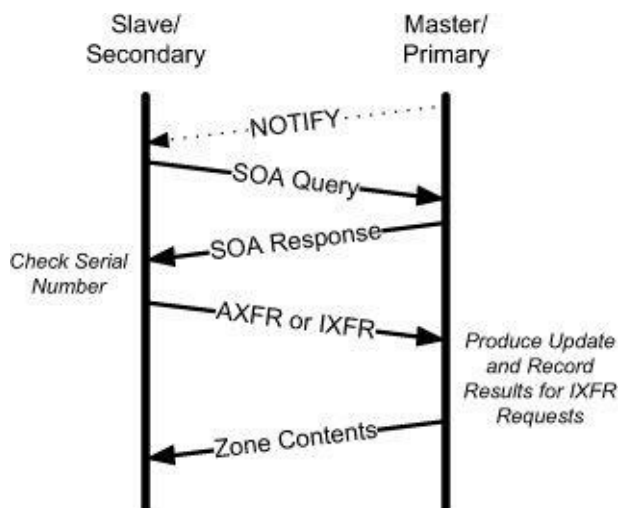 Slave/
Secondary
Master/
Primary
NOTIFY
SOA Query
SOA Response
Check Serial
Number
AXFR or IXFR
Produce Update
and Record
Results for IXFR
Requests
Zone Contents